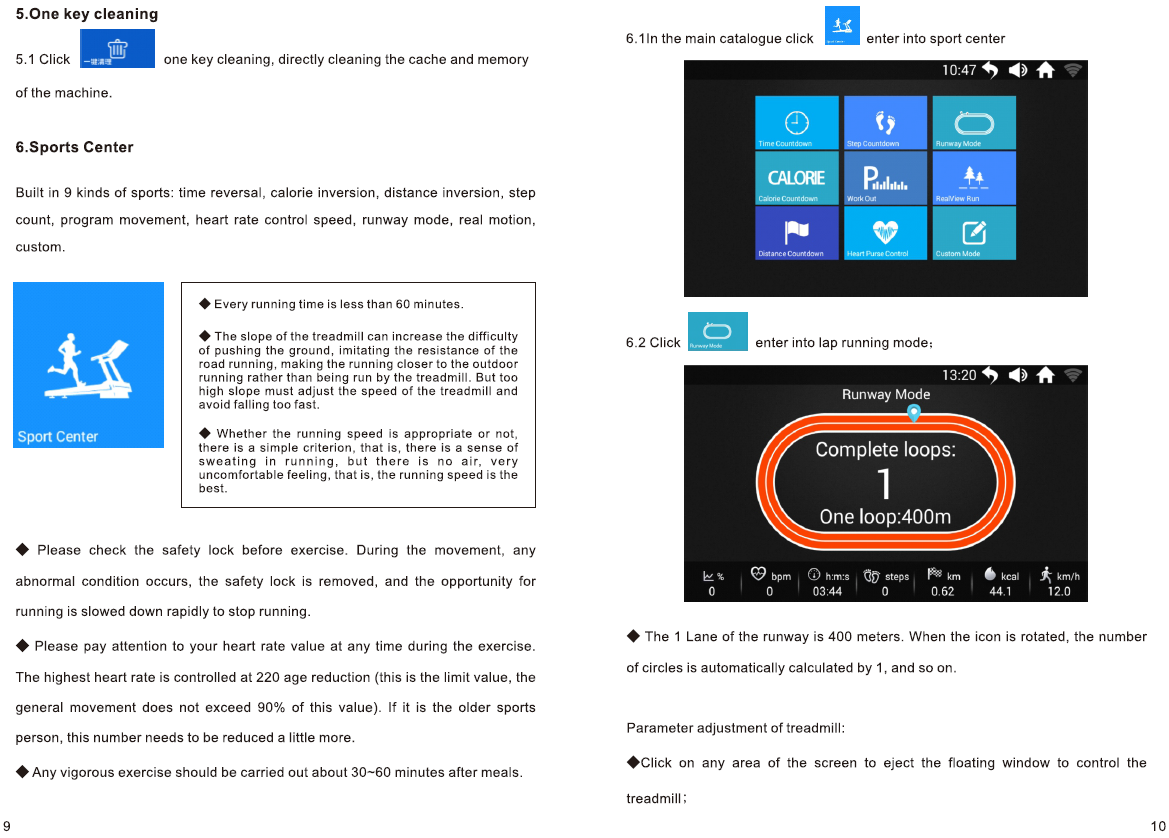 5.One key cleaning
5.1 Click 一键清理 one key cleaning, directly cleaning the cache and memory
of the machine.
6.Sports Center
Built in 9 kinds of sports: time reversal, calorie inversion, distance inversion, step
count, program movement, heart rate control speed, runway mode, real motion,
custom.
Sport Center
◆ Every running time is less than 60 minutes.
◆ The slope of the treadmill can increase the difficulty
of pushing the ground, imitating the resistance of the
road running, making the running closer to the outdoor
running rather than being run by the treadmill. But too
high slope must adjust the speed of the treadmill and
avoid falling too fast.
◆ Whether the running speed is appropriate or not,
there is a simple criterion, that is, there is a sense of
sweating in running, but there is no air, very
uncomfortable feeling, that is, the running speed is the
best.
◆ Please check the safety lock before exercise. During the movement, any
abnormal condition occurs, the safety lock is removed, and the opportunity for
running is slowed down rapidly to stop running.
◆ Please pay attention to your heart rate value at any time during the exercise.
The highest heart rate is controlled at 220 age reduction (this is the limit value, the
general movement does not exceed 90% of this value). If it is the older sports
person, this number needs to be reduced a little more.
◆ Any vigorous exercise should be carried out about 30~60 minutes after meals.
9
6.1In the main catalogue click Sport Center enter into sport center
10:47
Time Countdown Step Countdown Runway Mode
CALORIE P
Calorie Countdown Work Out RealView Run
Distance Countdown Heart Purse Control Custom Mode
6.2 Click Runway Mode enter into lap running mode;
13:20
Runway Mode
Complete loops:
1
One loop:400m
% bpm h:m:s steps km kcal km/h
0 0 03:44 0 0.62 44.1 12.0
◆ The 1 Lane of the runway is 400 meters. When the icon is rotated, the number
of circles is automatically calculated by 1, and so on.
Parameter adjustment of treadmill:
◆Click on any area of the screen to eject the floating window to control the
treadmill;
10